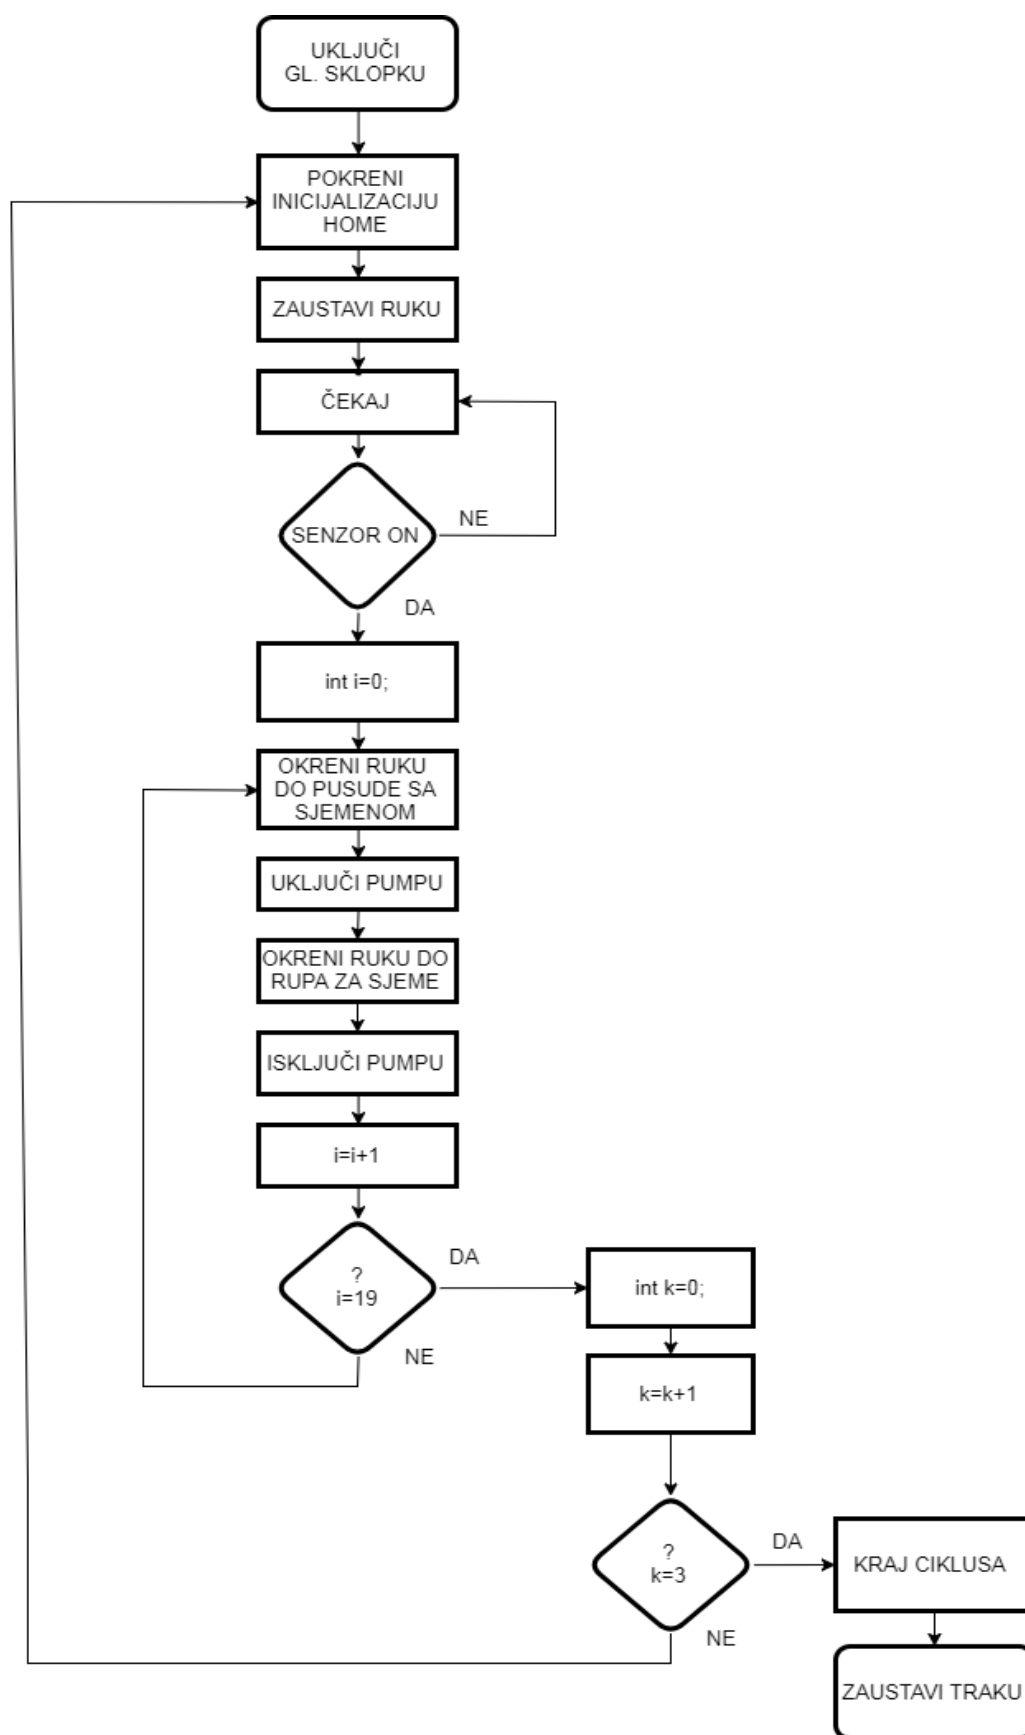 UKLJUČI
GL. SKLOPKU
POKRENI
INICIJALIZACIJU
HOME
ZAUSTAVI RUKU
ČEKAJ
SENZOR ON
NE
DA
int i=0;
OKRENI RUKU
DO PUSUDE SA
SJEMENOM
UKLJUČI PUMPU
OKRENI RUKU DO
RUPA ZA SJEME
ISKLJUČI PUMPU
i=i+1
?
i=19
DA
NE
int k=0;
k=k+1
?
k=3
DA
NE
KRAJ CIKLUSA
ZAUSTAVI TRAKU